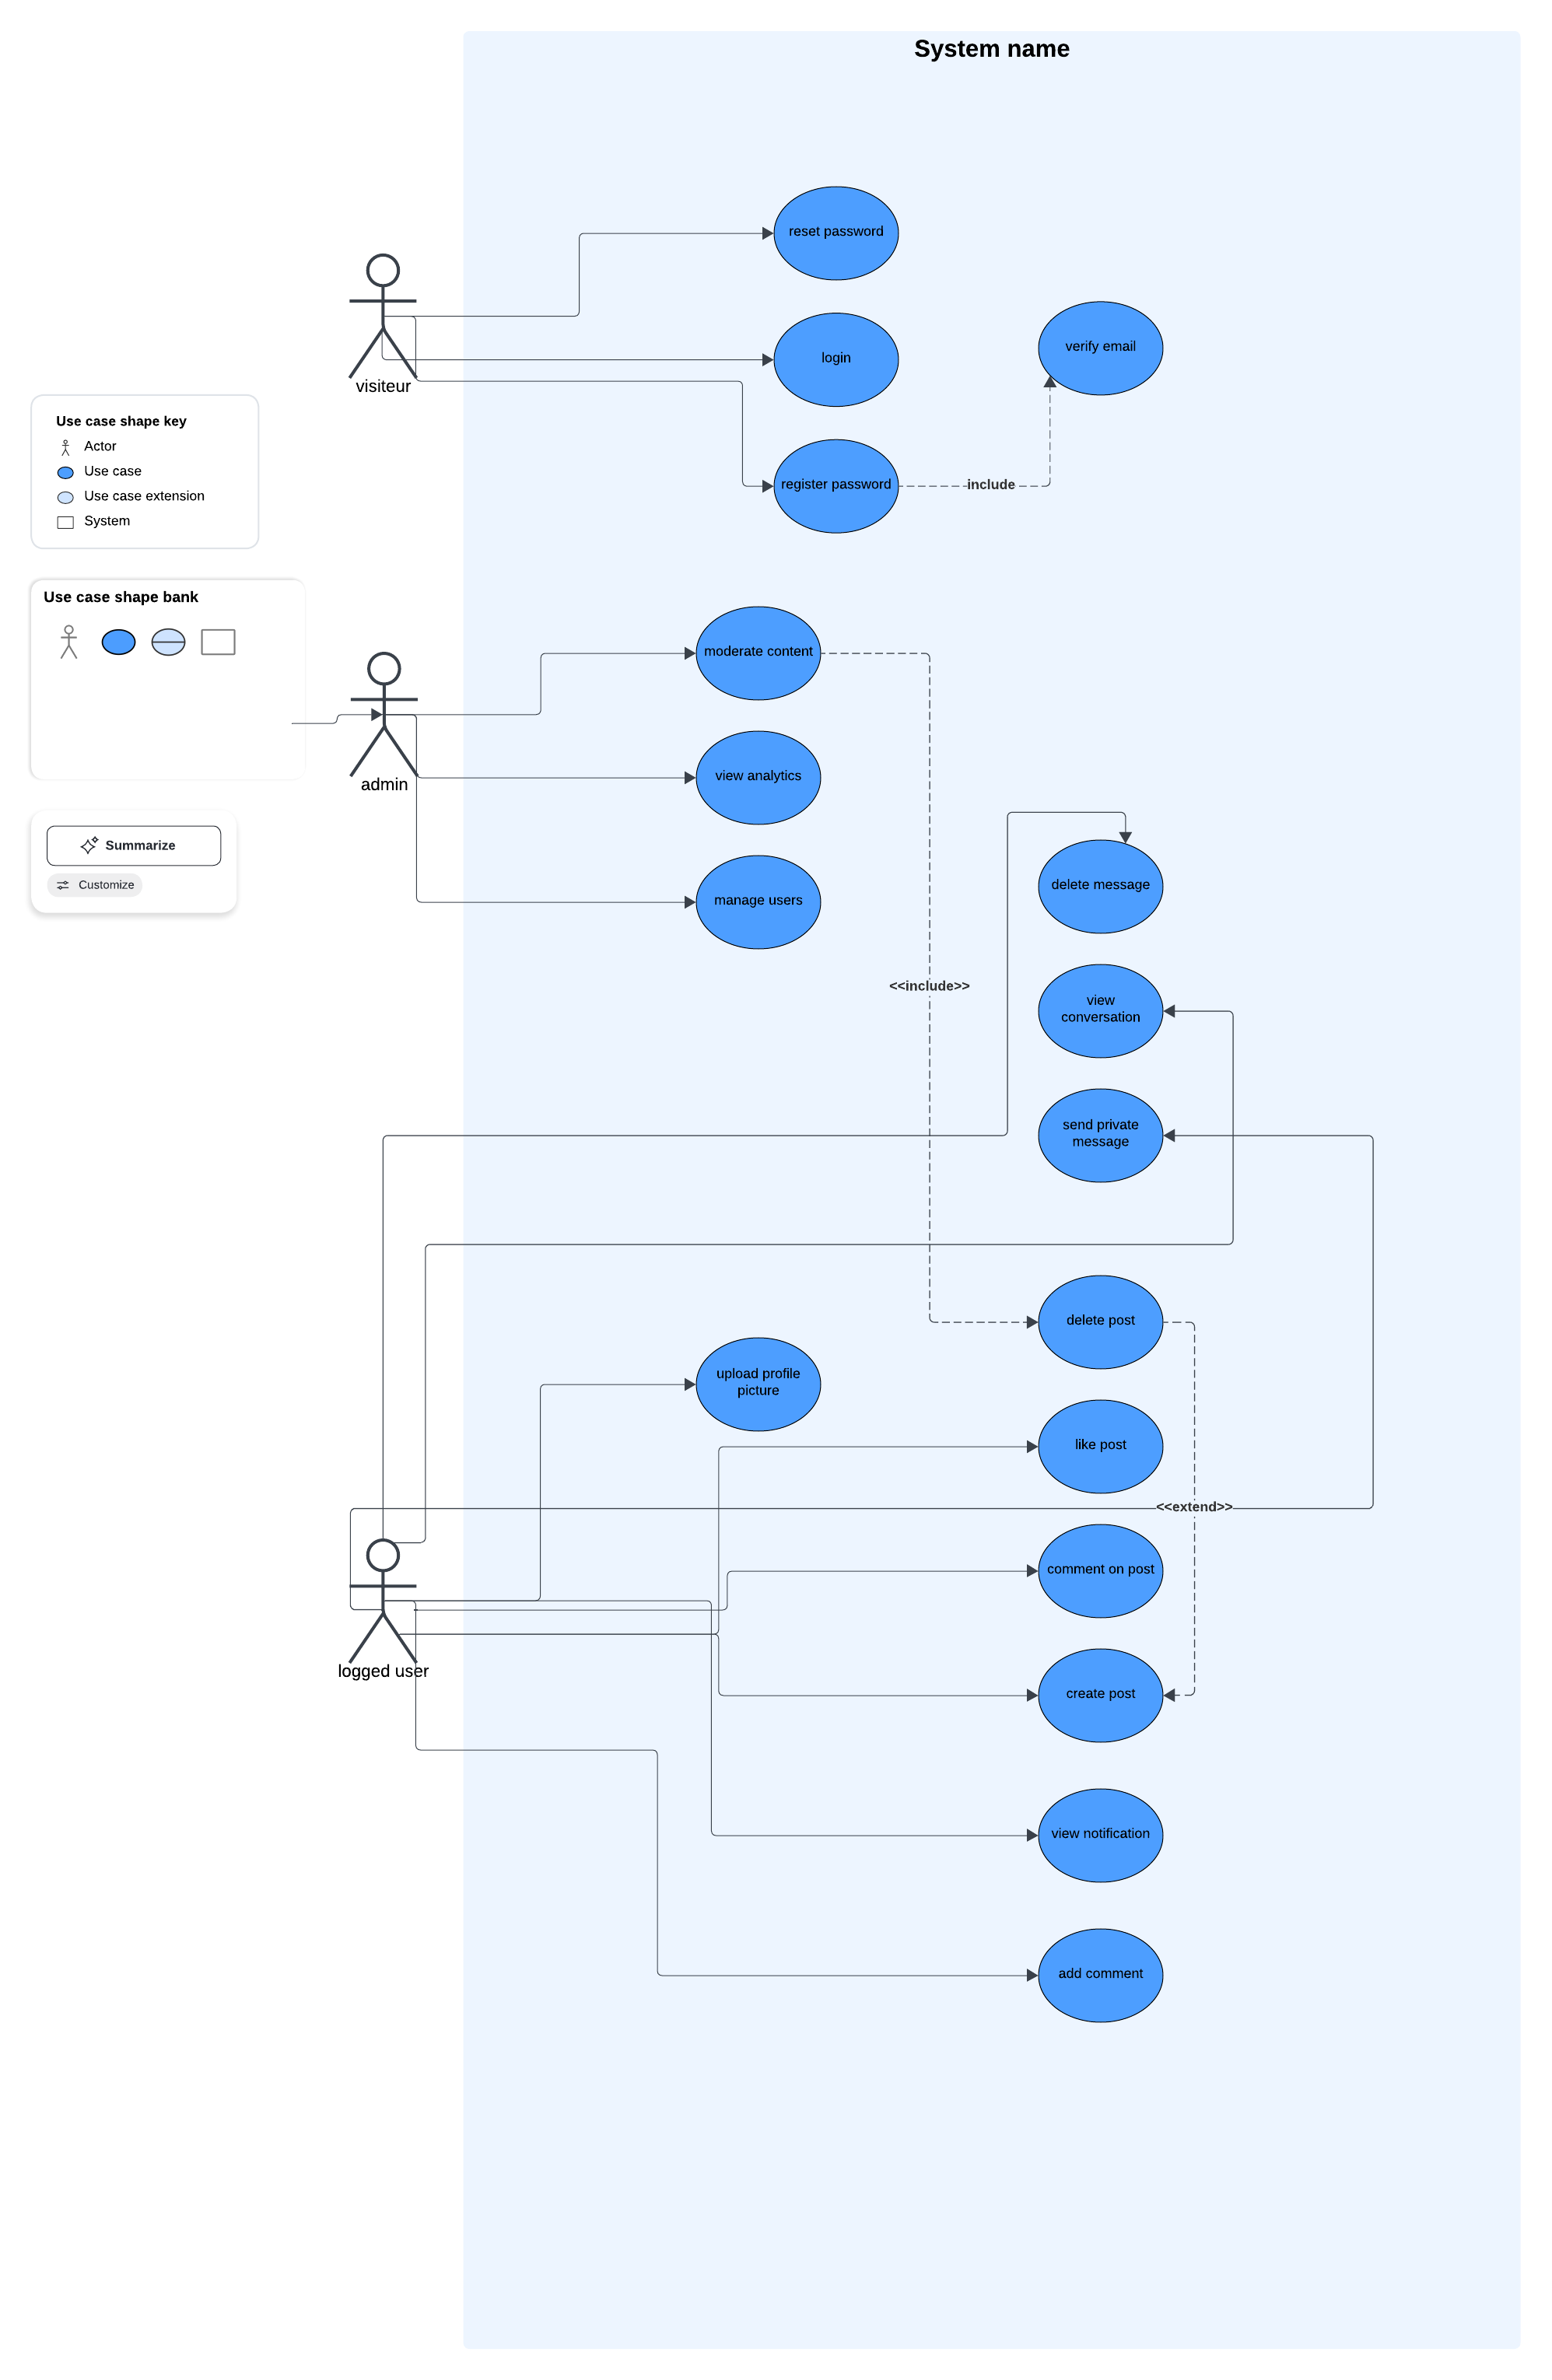 System name
reset password
visiteur
login
verify email
register password
include
Use case shape key
Actor
Use case
Use case extension
System
Use case shape bank
moderate content
admin
view analytics
Summarize
Customize
manage users
delete message
<<include>>
view
conversation
send private
message
delete post
upload profile
picture
like post
<<extend>>
comment on post
logged user
create post
view notification
add comment